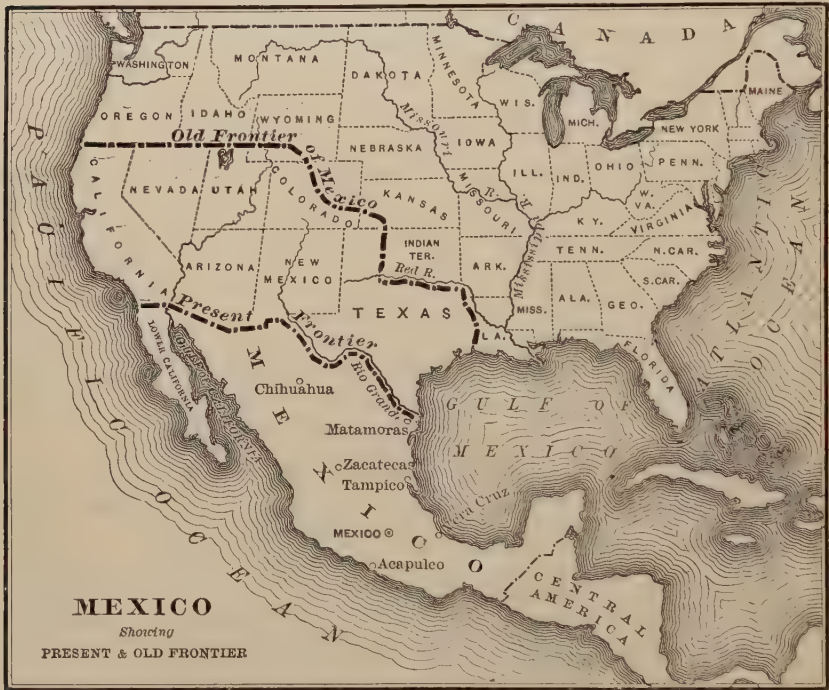 CANADA
WASHINGTON
MONTANA
DAKOTA
MINNESOTA
MAINE
OREGON
IDAHO
WYOMING
WIS.
MICH.
NEW YORK
Old Frontier
of Mexico
Missouri
R.
NEBRASKA
IOWA
ILL.
IND.
OHIO
PENN.
CALIFORNIA
NEVADA
UTAH
COLORADO
KANSAS
MISSOURI
W. VA.
VIRGINIA
KY.
ARIZONA
NEW
MEXICO
INDIAN
TER.
Red R.
ARK.
TENN.
N.CAR.
S.CAR.
Mississippi
R.
MISS.
ALA.
GEO.
TEXAS
LA.
FLORIDA
Present
Frontier
Rio Grande
LOWER CALIFORNIA
GULF OF CALIFORNIA
PACIFIC
OCEAN
ATLANTIC
OCEAN
GULF OF
MEXICO
MEXICO
Chihuahua
Matamoras
Zacatecas
Tampico
Vera Cruz
MEXICO
Acapulco
CENTRAL
AMERICA
MEXICO
Showing
PRESENT & OLD FRONTIER